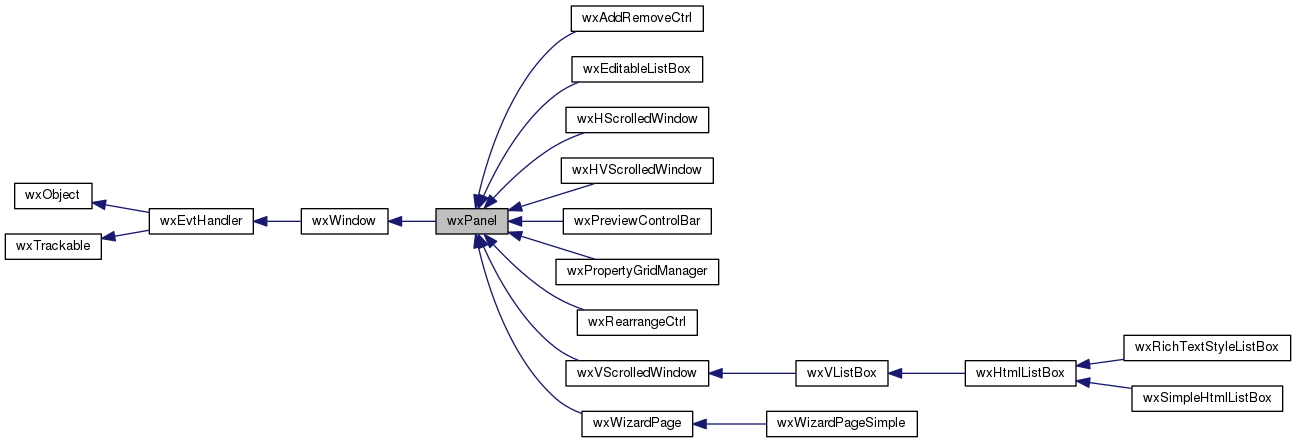 wxAddRemoveCtrl
wxEditableListBox
wxHScrolledWindow
wxHVScrolledWindow
wxObject
wxEvtHandler
wxWindow
wxPanel
wxPreviewControlBar
wxTrackable
wxPropertyGridManager
wxRearrangeCtrl
wxRichTextStyleListBox
wxVScrolledWindow
wxVListBox
wxHtmlListBox
wxSimpleHtmlListBox
wxWizardPage
wxWizardPageSimple